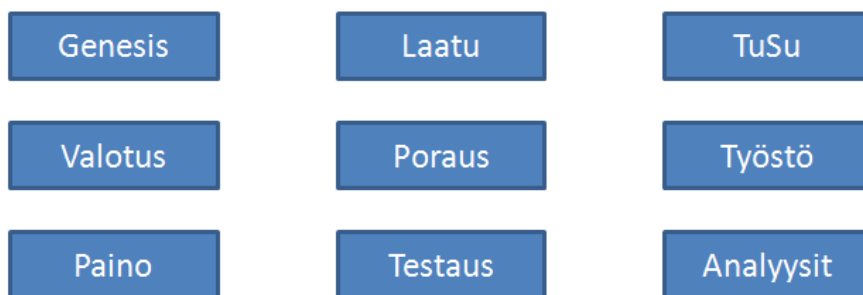 Genesis
Laatu
TuSu
Valotus
Poraus
Työstö
Paino
Testaus
Analyysit